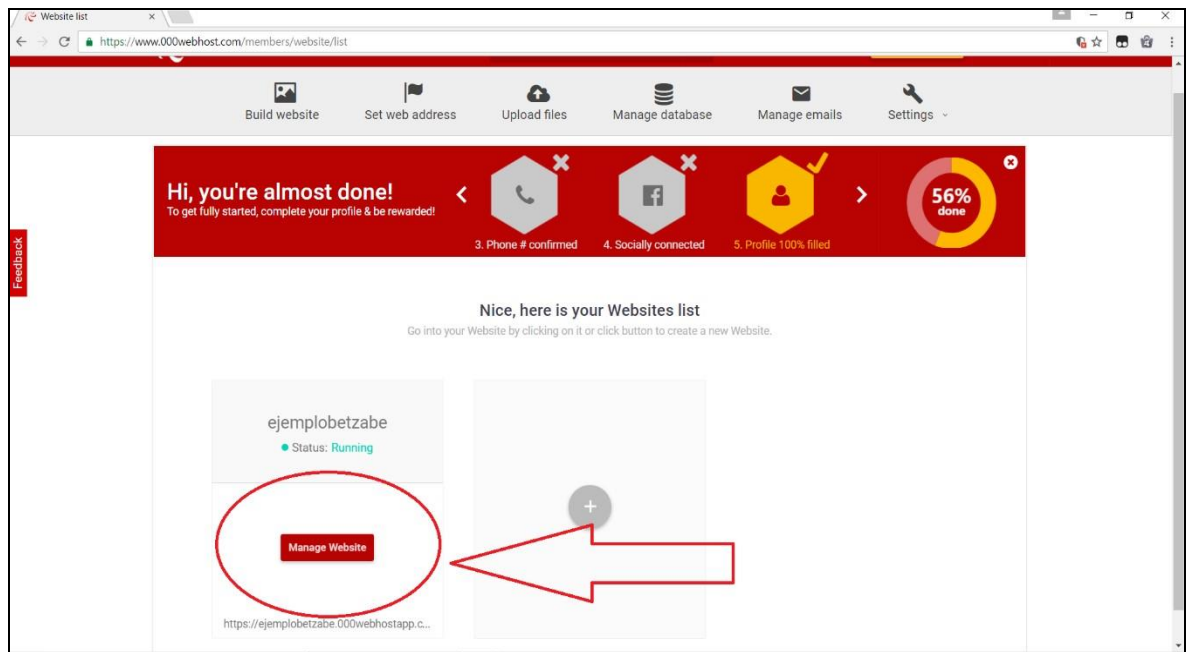 Website list
https://www.000webhost.com/members/website/list
Build website
Set web address
Upload files
Manage database
Manage emails
Settings
Hi, you're almost done!
To get fully started, complete your profile & be rewarded!
3. Phone # confirmed
4. Socially connected
5. Profile 100% filled
56%
done
Feedback
Nice, here is your Websites list
Go into your Website by clicking on it or click button to create a new Website.
ejemplobetzabe
Status: Running
Manage Website
https://ejemplobetzabe.000webhostapp.c...